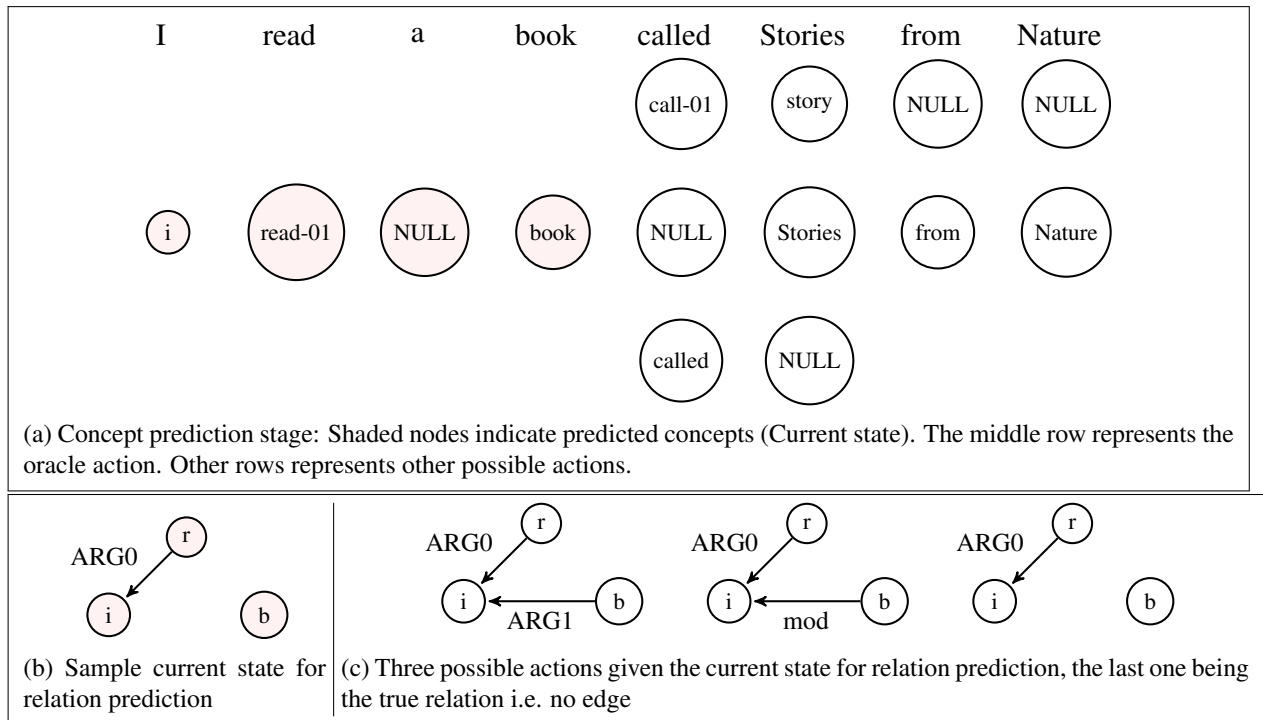 I read a book called Stories from Nature
call-01 story NULL NULL
i read-01 NULL book NULL Stories from Nature
called NULL
(a) Concept prediction stage: Shaded nodes indicate predicted concepts (Current state). The middle row represents the
oracle action. Other rows represents other possible actions.
r
ARG0
i b
(b) Sample current state for
relation prediction
r r r
ARG0 ARG0 ARG0
i b i b i b
ARG1 mod
(c) Three possible actions given the current state for relation prediction, the last one being
the true relation i.e. no edge